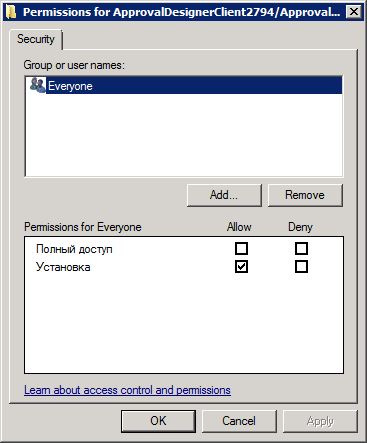 Permissions for ApprovalDesignerClient2794/Approval...
Security
Group or user names:
Everyone
Add... Remove
Permissions for Everyone Allow Deny
Полный доступ
Установка
Learn about access control and permissions
OK Cancel Apply